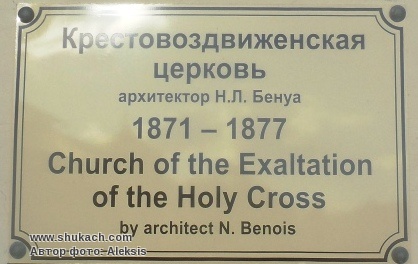 Крестовоздвиженская
церковь
архитектор Н.Л. Бенуа
1871 – 1877
Church of the Exaltation
of the Holy Cross
by architect N. Benois
www.shukach.com
Автор фото: Aleksis